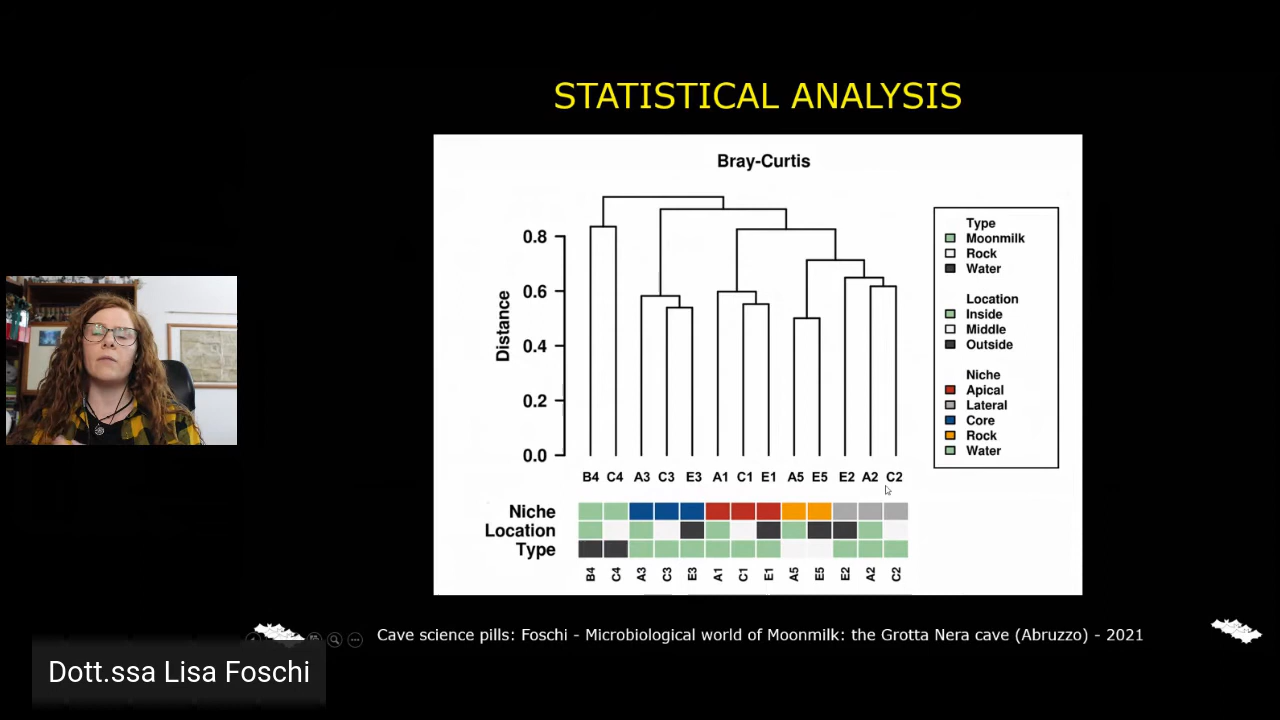 STATISTICAL ANALYSIS
Bray-Curtis
Distance
0.8
0.6
0.4
0.2
0.0
B4 C4 A3 C3 E3 A1 C1 E1 A5 E5 E2 A2 C2
Type
Moonmilk
Rock
Water
Location
Inside
Middle
Outside
Niche
Apical
Lateral
Core
Rock
Water
Niche
Location
Type
B4 C4 A3 C3 E3 A1 C1 E1 A5 E5 E2 A2 C2
Cave science pills: Foschi - Microbiological world of Moonmilk: the Grotta Nera cave (Abruzzo) - 2021
Dott.ssa Lisa Foschi